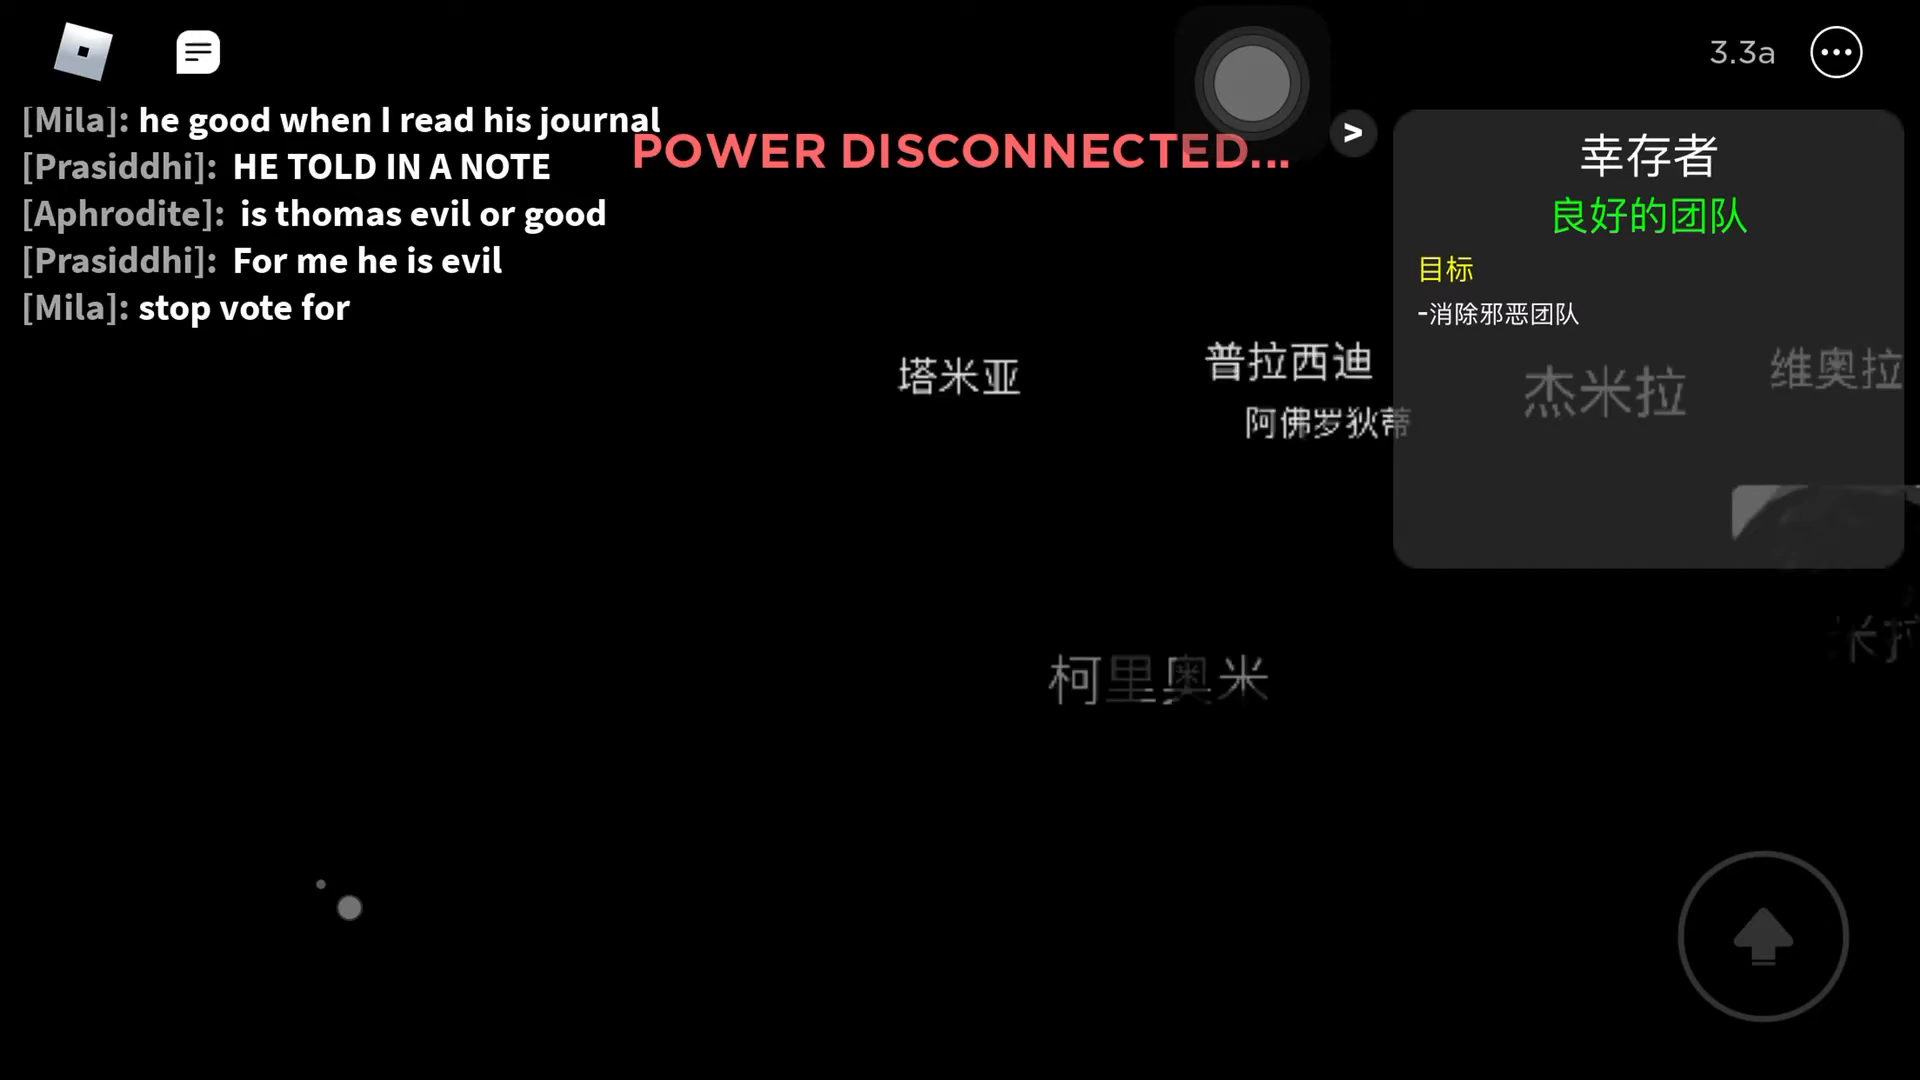 3.3a
[Mila]: he good when I read his journal
[Prasiddhi]: HE TOLD IN A NOTE
[Aphrodite]: is thomas evil or good
[Prasiddhi]: For me he is evil
[Mila]: stop vote for
POWER DISCONNECTED...
>
幸存者
良好的团队
目标
-消除邪恶团队
塔米亚
普拉西迪
阿佛罗狄蒂
杰米拉
维奥拉
柯里奥米
米拉